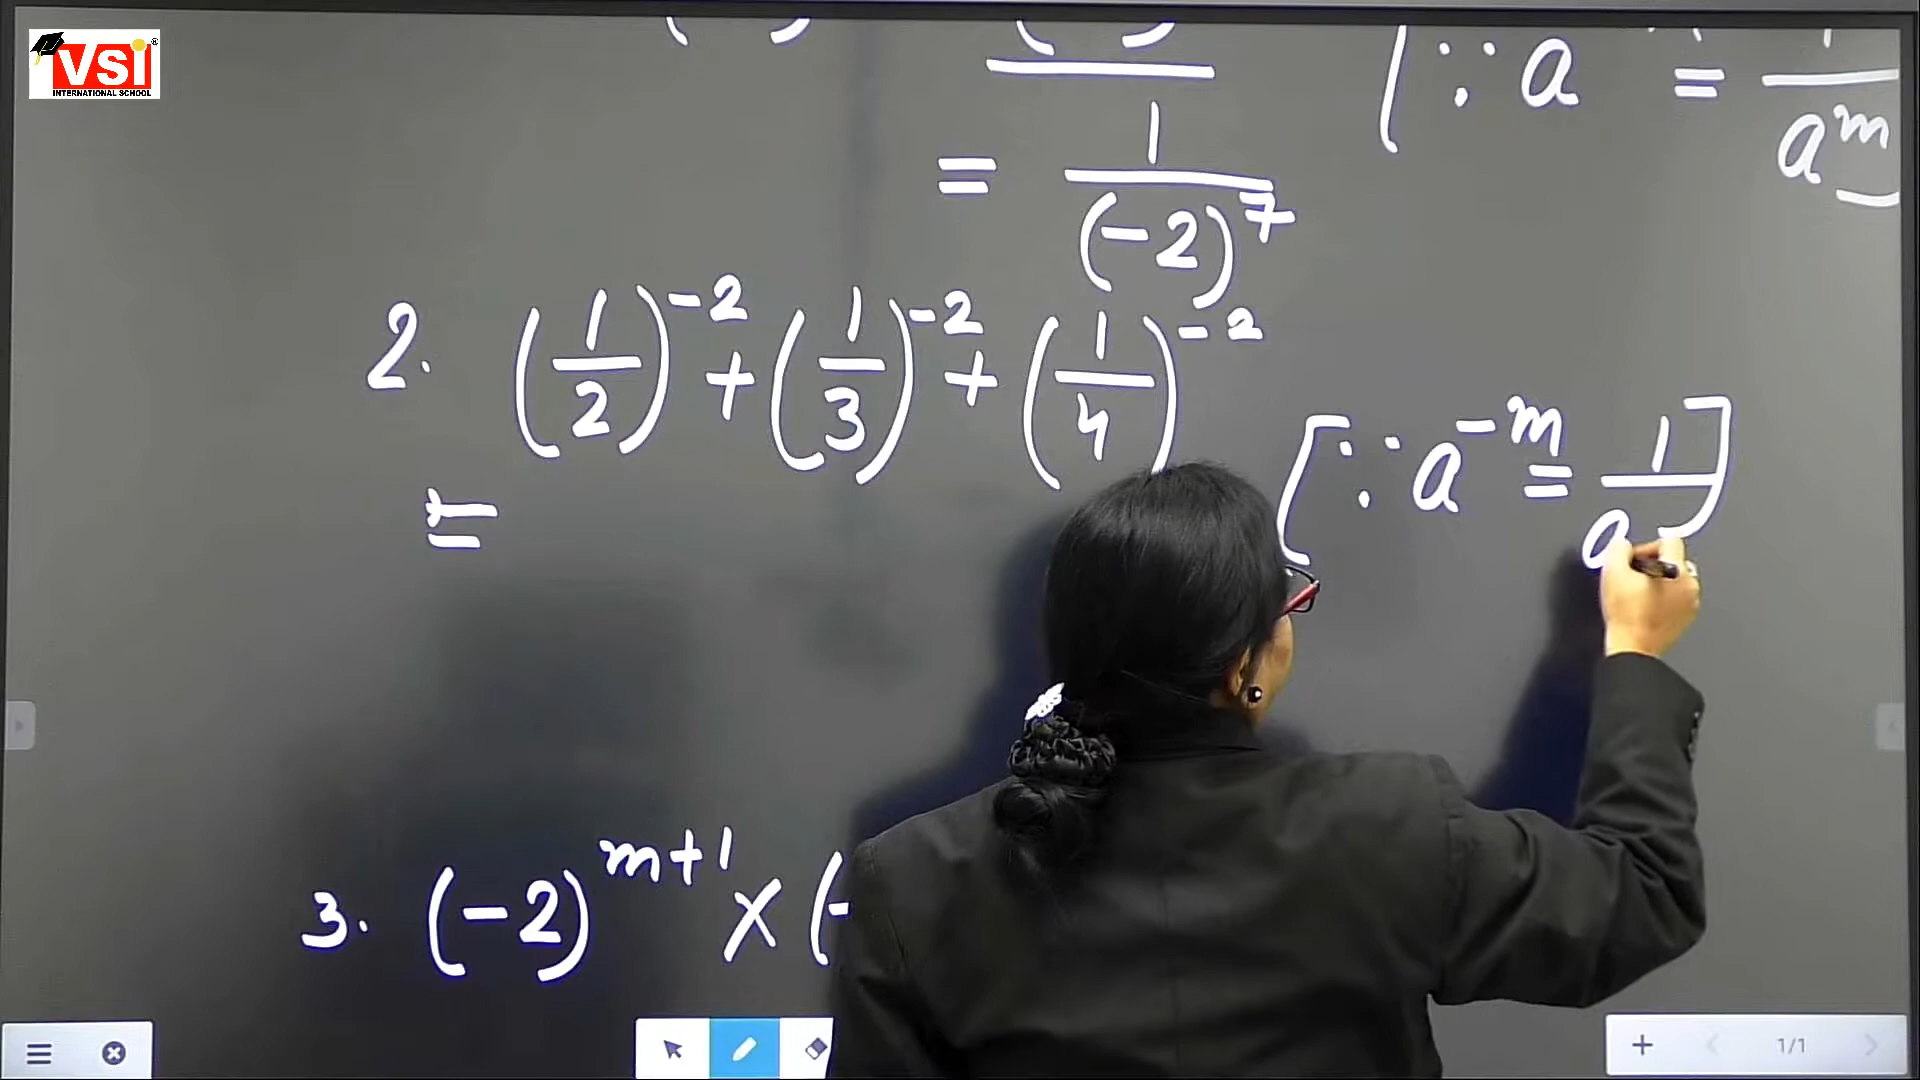 VSI
INTERNATIONAL SCHOOL
[∵ a = 1/a^m
= 1/(-2)^7
2. (1/2)^-2 + (1/3)^-2 + (1/4)^-2
[∵ a^-m = 1/a]
=
3. (-2)^m+1 × (-
1/1